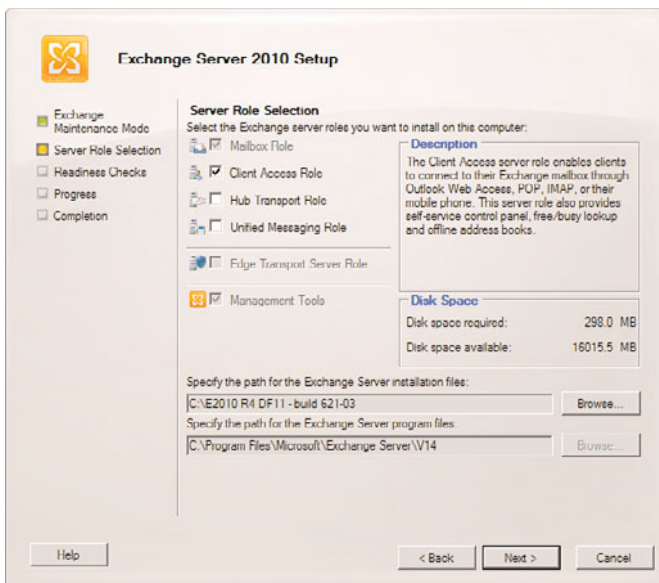 Exchange Server 2010 Setup
Exchange
Maintenance Mode
Server Role Selection
Readiness Checks
Progress
Completion
Server Role Selection
Select the Exchange server roles you want to install on this computer:
Mailbox Role
Client Access Role
Hub Transport Role
Unified Messaging Role
Edge Transport Server Role
Management Tools
Description
The Client Access server role enables clients
to connect to their Exchange mailbox through
Outlook Web Access, POP, IMAP, or their
mobile phone. This server role also provides
self-service control panel, free/busy lookup
and offline address books.
Disk Space
Disk space required: 298.0 MB
Disk space available: 16015.5 MB
Specify the path for the Exchange Server installation files:
C:\E2010 R4 DF11 - build 621-03
Browse...
Specify the path for the Exchange Server program files:
C:\Program Files\Microsoft\Exchange Server\V14
Browse...
Help
< Back
Next >
Cancel